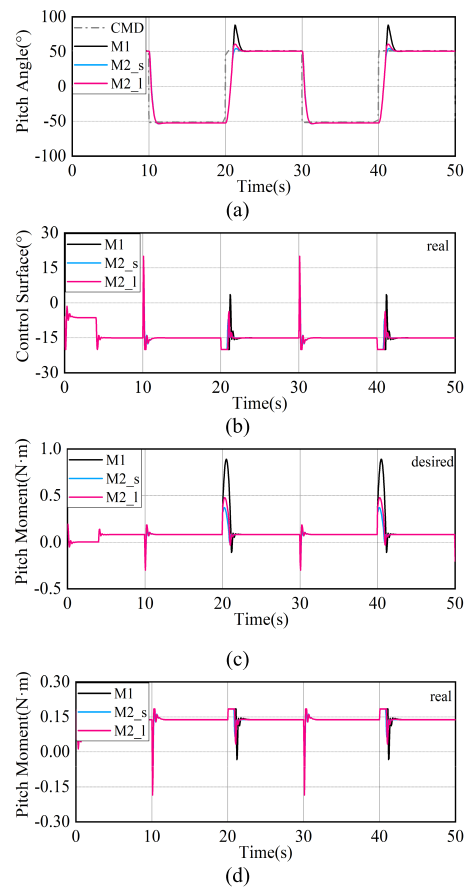 100
50
0
-50
-100
Pitch Angle(°)
CMD
M1
M2_s
M2_l
0 10 20 30 40 50
Time(s)
(a)
30
15
0
-15
-30
Control Surface(°)
M1
M2_s
M2_l
real
0 10 20 30 40 50
Time(s)
(b)
1.0
0.5
0.0
-0.5
Pitch Moment(N·m)
M1
M2_s
M2_l
desired
0 10 20 30 40 50
Time(s)
(c)
0.30
0.15
0.00
-0.15
-0.30
Pitch Moment(N·m)
M1
M2_s
M2_l
real
0 10 20 30 40 50
Time(s)
(d)